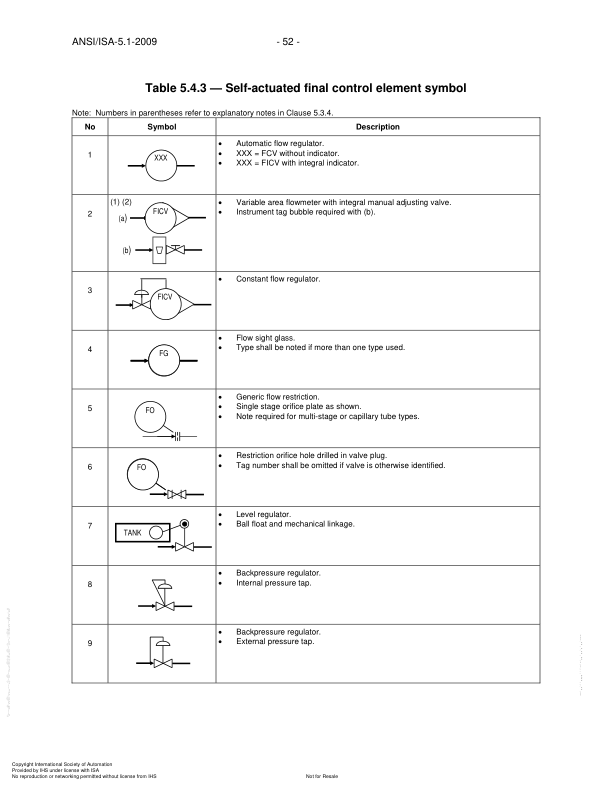 ANSI/ISA-5.1-2009 - 52 -
Table 5.4.3 — Self-actuated final control element symbol
Note: Numbers in parentheses refer to explanatory notes in Clause 5.3.4.
No Symbol Description
1
XXX
• Automatic flow regulator.
• XXX = FCV without indicator.
• XXX = FICV with integral indicator.
2
(1) (2)
(a) FICV
(b)
• Variable area flowmeter with integral manual adjusting valve.
• Instrument tag bubble required with (b).
3
FICV
• Constant flow regulator.
4
FG
• Flow sight glass.
• Type shall be noted if more than one type used.
5
FO
• Generic flow restriction.
• Single stage orifice plate as shown.
• Note required for multi-stage or capillary tube types.
6
FO
• Restriction orifice hole drilled in valve plug.
• Tag number shall be omitted if valve is otherwise identified.
7
TANK
• Level regulator.
• Ball float and mechanical linkage.
8
• Backpressure regulator.
• Internal pressure tap.
9
• Backpressure regulator.
• External pressure tap.
Copyright International Society of Automation
Provided by IHS under license with ISA
No reproduction or networking permitted without license from IHS Not for Resale